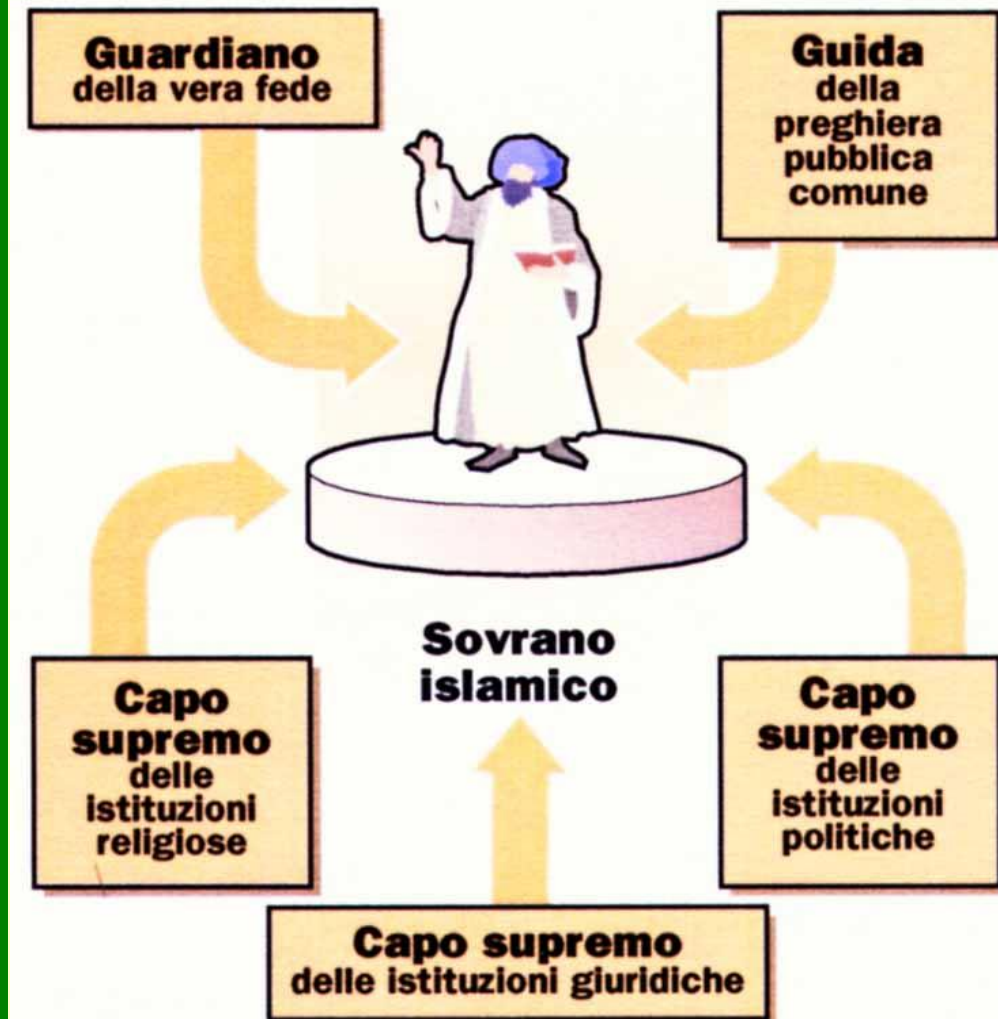 Guardiano
della vera fede
Guida
della
preghiera
pubblica
comune
Sovrano
islamico
Capo
supremo
delle
istituzioni
religiose
Capo
supremo
delle
istituzioni
politiche
Capo supremo
delle istituzioni giuridiche